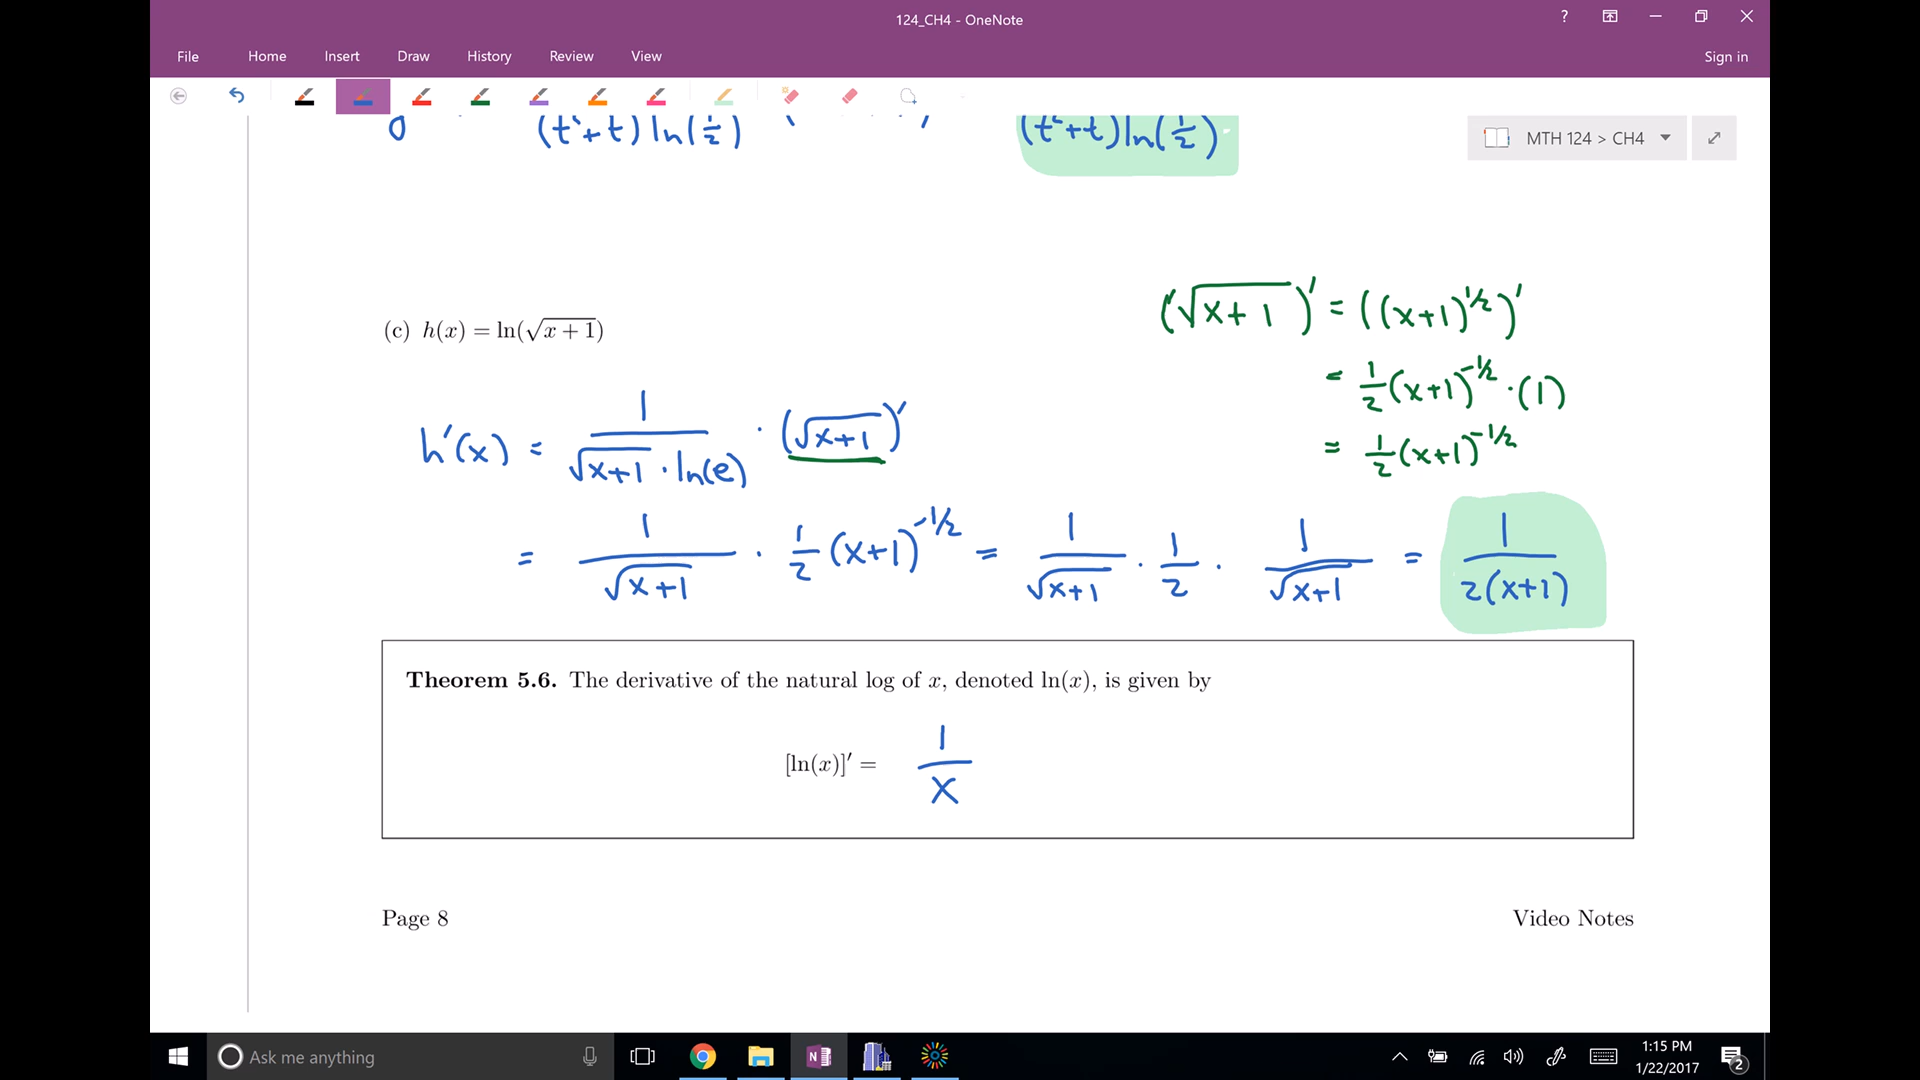 124_CH4 - OneNote
File Home Insert Draw History Review View Sign in
MTH 124 > CH4
(t²+t) ln(1/2) (t²+t) ln(1/2)
(c) h(x) = ln(√(x + 1))
(√(x+1))' = ((x+1)^(1/2))'
= 1/2 (x+1)^(-1/2) · (1)
= 1/2 (x+1)^(-1/2)
h'(x) = 1/(√(x+1) · ln(e)) · (√(x+1))'
= 1/√(x+1) · 1/2 (x+1)^(-1/2) = 1/√(x+1) · 1/2 · 1/√(x+1) = 1/(2(x+1))
Theorem 5.6. The derivative of the natural log of x, denoted ln(x), is given by
[ln(x)]' = 1/x
Page 8 Video Notes
Ask me anything
1:15 PM
1/22/2017
2